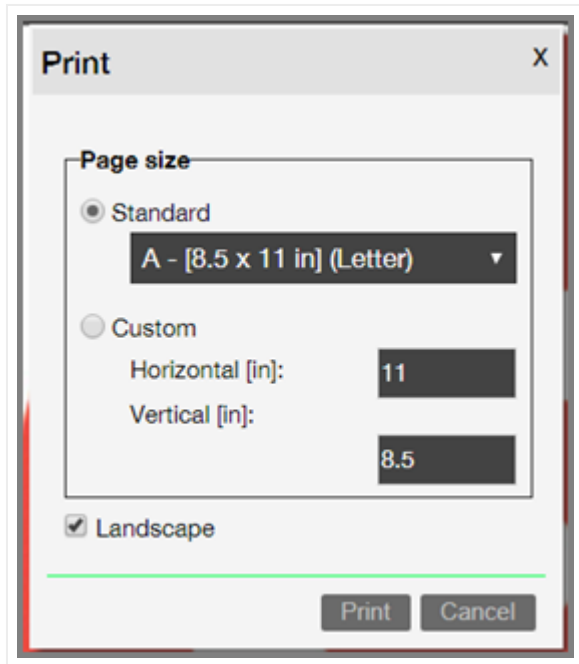 Print X
Page size
Standard
A - [8.5 x 11 in] (Letter)
Custom
Horizontal [in]: 11
Vertical [in]:
8.5
Landscape
Print Cancel